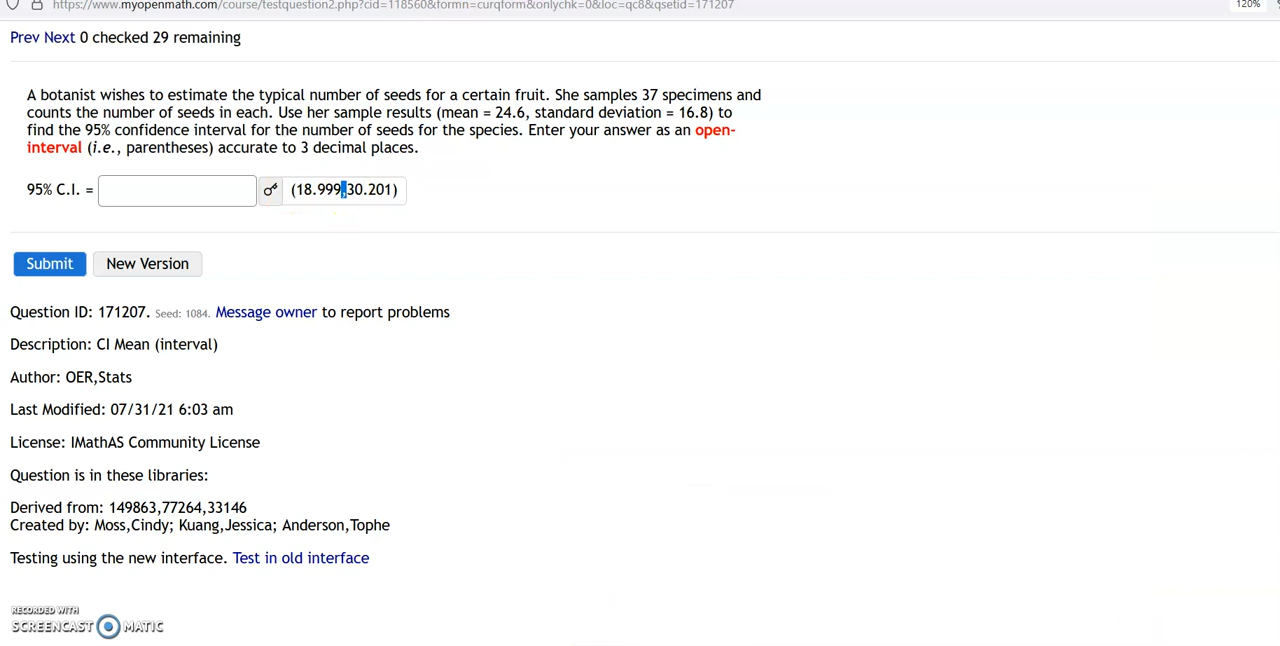 https://www.myopenmath.com/course/testquestion2.php?cid=118560&formn=curqform&onlychk=0&loc=qc8&qsetid=171207
120%
Prev Next 0 checked 29 remaining
A botanist wishes to estimate the typical number of seeds for a certain fruit. She samples 37 specimens and
counts the number of seeds in each. Use her sample results (mean = 24.6, standard deviation = 16.8) to
find the 95% confidence interval for the number of seeds for the species. Enter your answer as an open-
interval (i.e., parentheses) accurate to 3 decimal places.
95% C.I. = (18.999,30.201)
Submit New Version
Question ID: 171207. Seed: 1084. Message owner to report problems
Description: CI Mean (interval)
Author: OER,Stats
Last Modified: 07/31/21 6:03 am
License: IMathAS Community License
Question is in these libraries:
Derived from: 149863,77264,33146
Created by: Moss,Cindy; Kuang,Jessica; Anderson,Tophe
Testing using the new interface. Test in old interface
RECORDED WITH
SCREENCAST MATIC